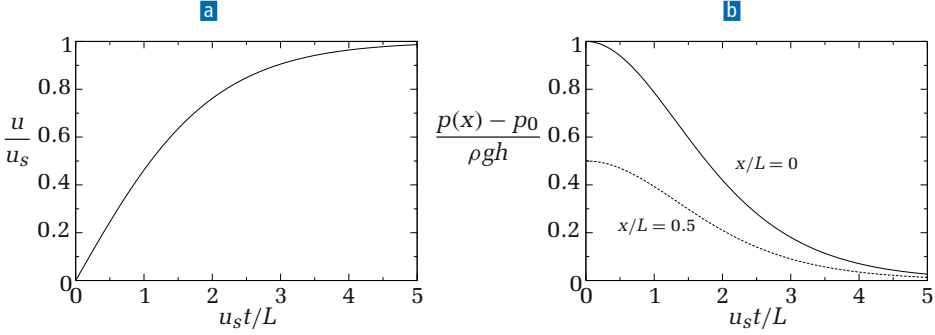 a
1
0.8
0.6
0.4
0.2
0
u
u_s
0 1 2 3 4 5
u_s t/L
b
1
0.8
0.6
0.4
0.2
0
p(x) − p_0
ρgh
x/L = 0
x/L = 0.5
0 1 2 3 4 5
u_s t/L